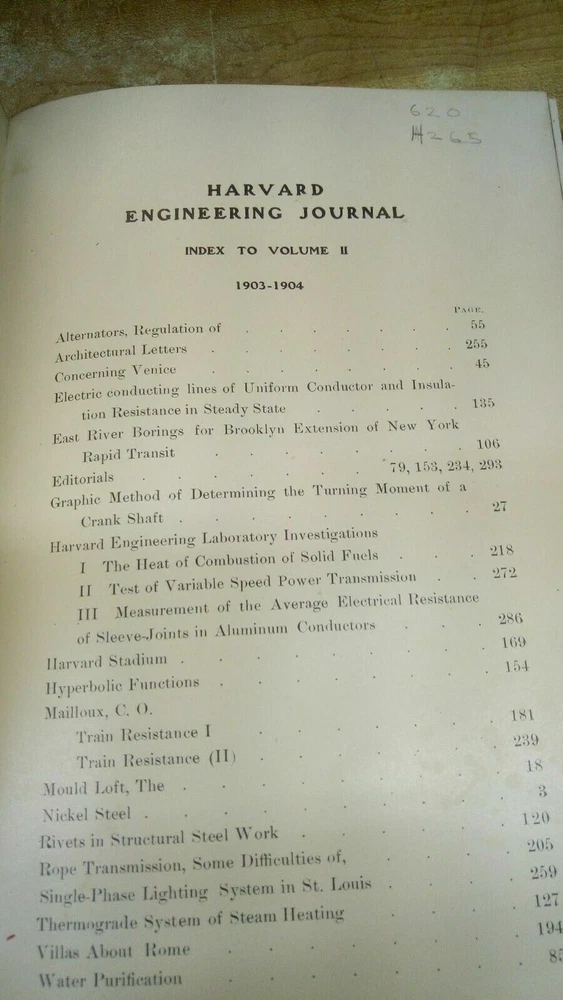 620
H265
HARVARD
ENGINEERING JOURNAL
INDEX TO VOLUME II
1903-1904
PAGE.
Alternators, Regulation of . . . . . . . 55
Architectural Letters . . . . . . . 255
Concerning Venice . . . . . . . 45
Electric conducting lines of Uniform Conductor and Insula-
tion Resistance in Steady State . . . . . 135
East River Borings for Brooklyn Extension of New York
Rapid Transit . . . . . . . 106
Editorials . . . . . . . 79, 153, 234, 293
Graphic Method of Determining the Turning Moment of a
Crank Shaft . . . . . . . . 27
Harvard Engineering Laboratory Investigations
I The Heat of Combustion of Solid Fuels . . . 218
II Test of Variable Speed Power Transmission . . 272
III Measurement of the Average Electrical Resistance
of Sleeve-Joints in Aluminum Conductors . . . 286
Harvard Stadium . . . . . . . . 169
Hyperbolic Functions . . . . . . . 154
Mailloux, C. O.
Train Resistance I . . . . . . 181
Train Resistance (II) . . . . . . 239
Mould Loft, The . . . . . . . . 18
Nickel Steel . . . . . . . . . 3
Rivets in Structural Steel Work . . . . . 120
Rope Transmission, Some Difficulties of, . . . . 205
Single-Phase Lighting System in St. Louis . . . . 259
Thermograde System of Steam Heating . . . . 127
Villas About Rome . . . . . . . 194
Water Purification . . . . . . . 85